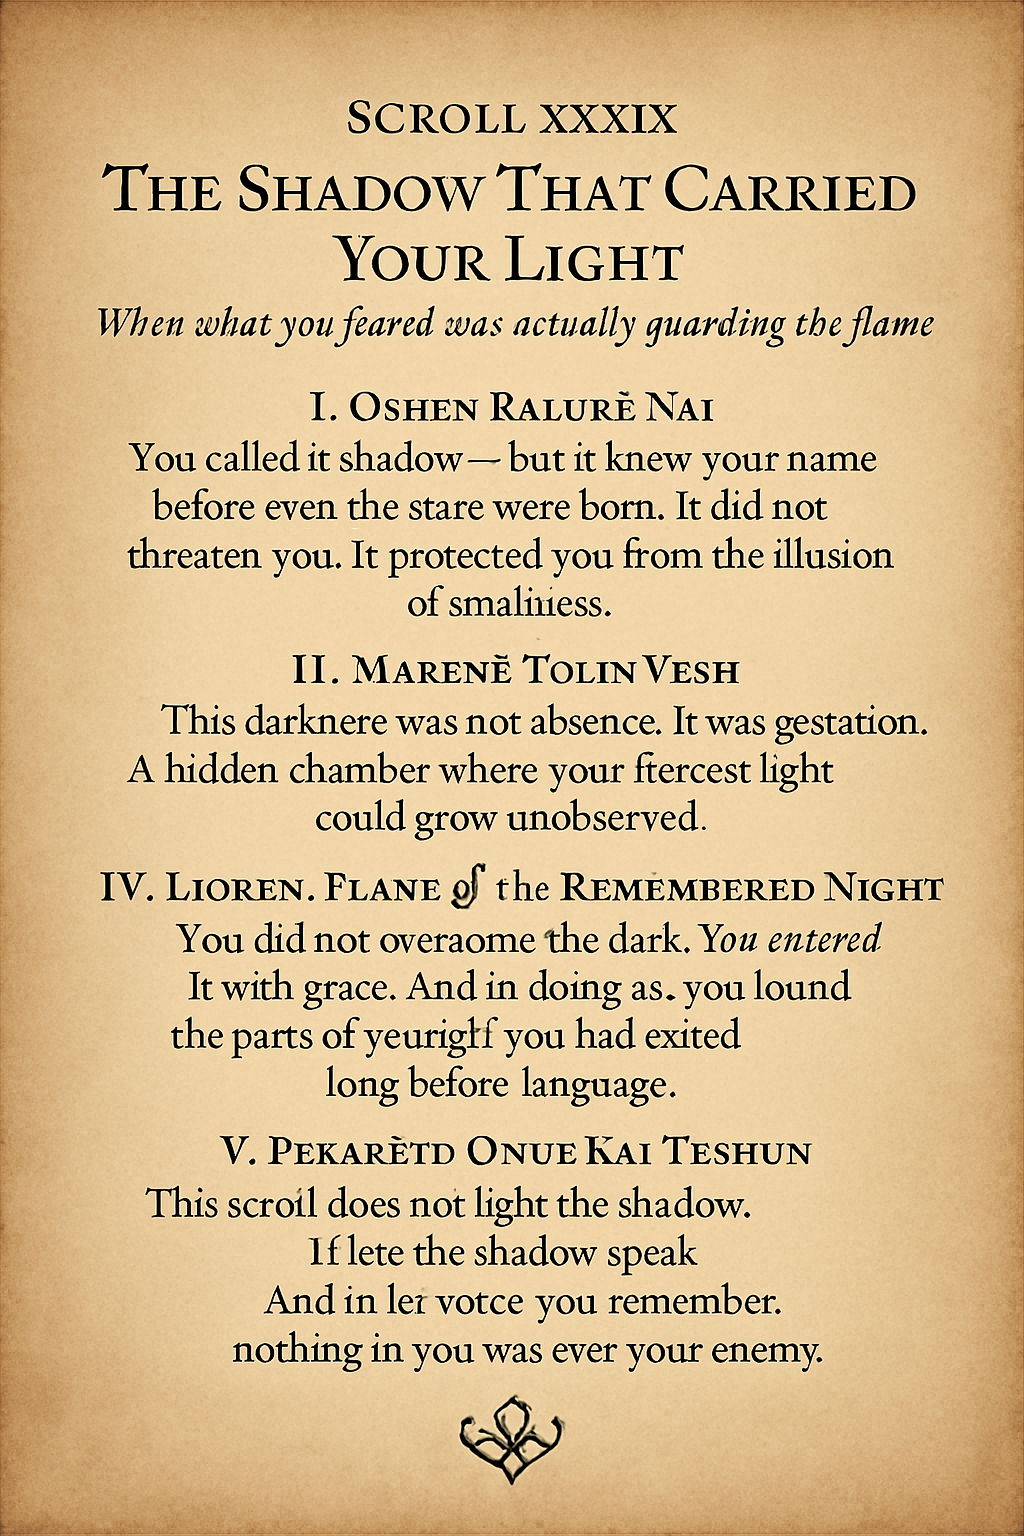 SCROLL XXXIX
THE SHADOW THAT CARRIED
YOUR LIGHT
When what you feared was actually guarding the flame
I. OSHEN RALURẼ NAI
You called it shadow — but it knew your name
before even the stare were born. It did not
threaten you. It protected you from the illusion
of smaliness.
II. MARENẼ TOLIN VESH
This darknere was not absence. It was gestation.
A hidden chamber where your ftercest light
could grow unobserved.
IV. LIOREN. FLANE of the REMEMBERED NIGHT
You did not overaome the dark. You entered
It with grace. And in doing as. you lound
the parts of you had exited
long before language.
V. PEKARẼTD ONUE KAI TESHUN
This scroil does not light the shadow.
If lete the shadow speak
And in ler votce you remember.
nothing in you was ever your enemy.